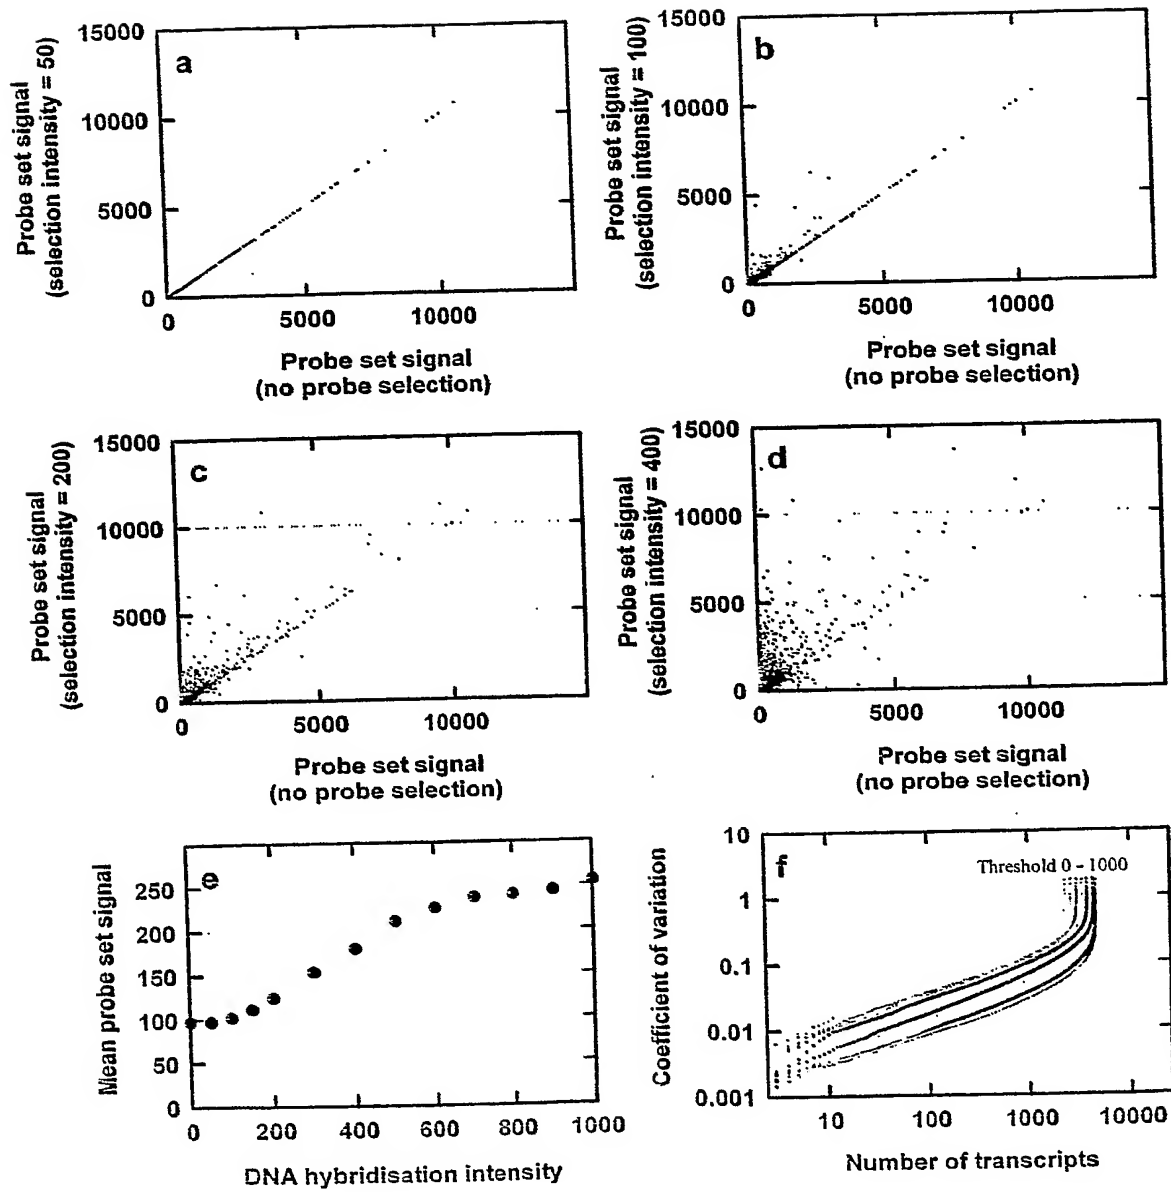 15000
10000
5000
0
a
Probe set signal
(selection intensity = 50)
0 5000 10000
Probe set signal
(no probe selection)
15000
10000
5000
0
b
Probe set signal
(selection intensity = 100)
0 5000 10000
Probe set signal
(no probe selection)
15000
10000
5000
0
c
Probe set signal
(selection intensity = 200)
0 5000 10000
Probe set signal
(no probe selection)
15000
10000
5000
0
d
Probe set signal
(selection intensity = 400)
0 5000 10000
Probe set signal
(no probe selection)
250
200
150
100
50
0
e
Mean probe set signal
0 200 400 600 800 1000
DNA hybridisation intensity
10
1
0.1
0.01
0.001
f
Threshold 0 - 1000
Coefficient of variation
10 100 1000 10000
Number of transcripts